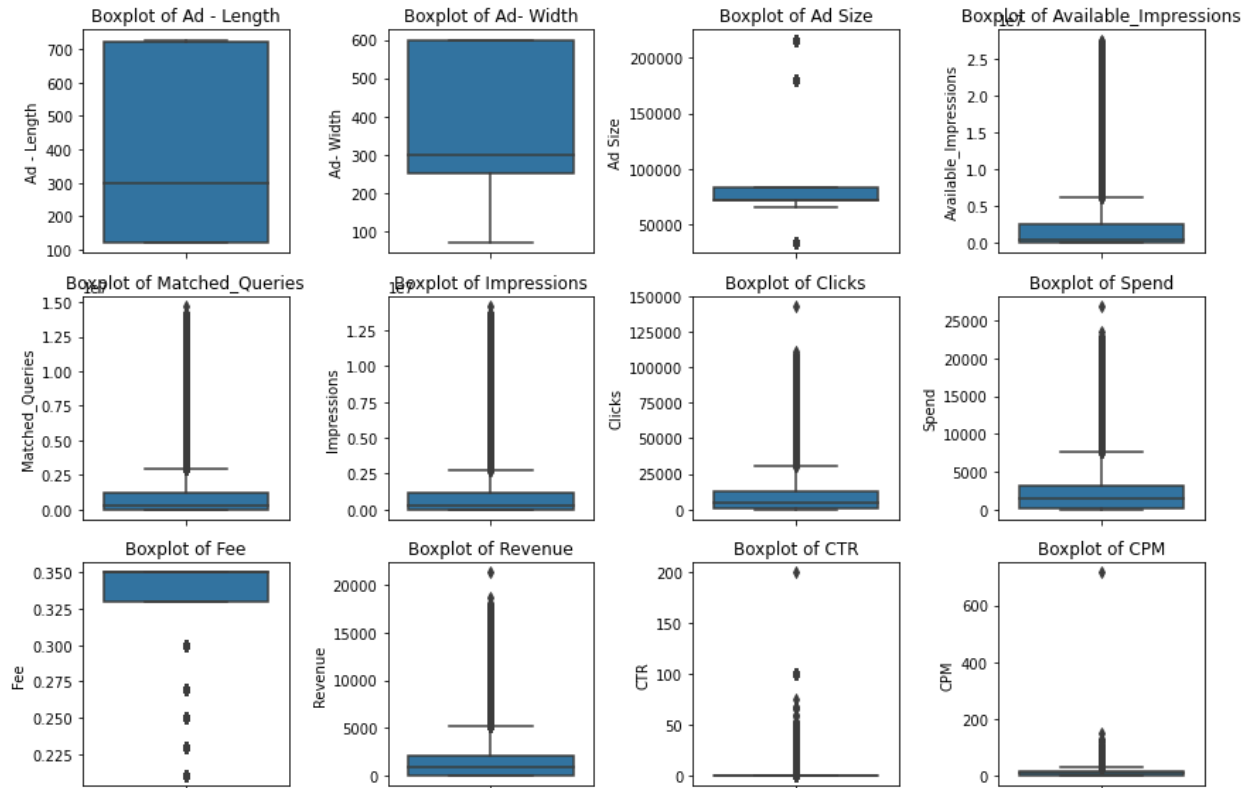 Boxplot of Ad - Length
Ad - Length
700
600
500
400
300
200
100
Boxplot of Ad- Width
Ad- Width
600
500
400
300
200
100
Boxplot of Ad Size
Ad Size
200000
150000
100000
50000
Boxplot of Available_Impressions
1e7
Available_Impressions
2.5
2.0
1.5
1.0
0.5
0.0
Boxplot of Matched_Queries
1e7
Matched_Queries
1.50
1.25
1.00
0.75
0.50
0.25
0.00
Boxplot of Impressions
1e7
Impressions
1.25
1.00
0.75
0.50
0.25
0.00
Boxplot of Clicks
Clicks
150000
125000
100000
75000
50000
25000
0
Boxplot of Spend
Spend
25000
20000
15000
10000
5000
0
Boxplot of Fee
Fee
0.350
0.325
0.300
0.275
0.250
0.225
Boxplot of Revenue
Revenue
20000
15000
10000
5000
0
Boxplot of CTR
CTR
200
150
100
50
0
Boxplot of CPM
CPM
600
400
200
0